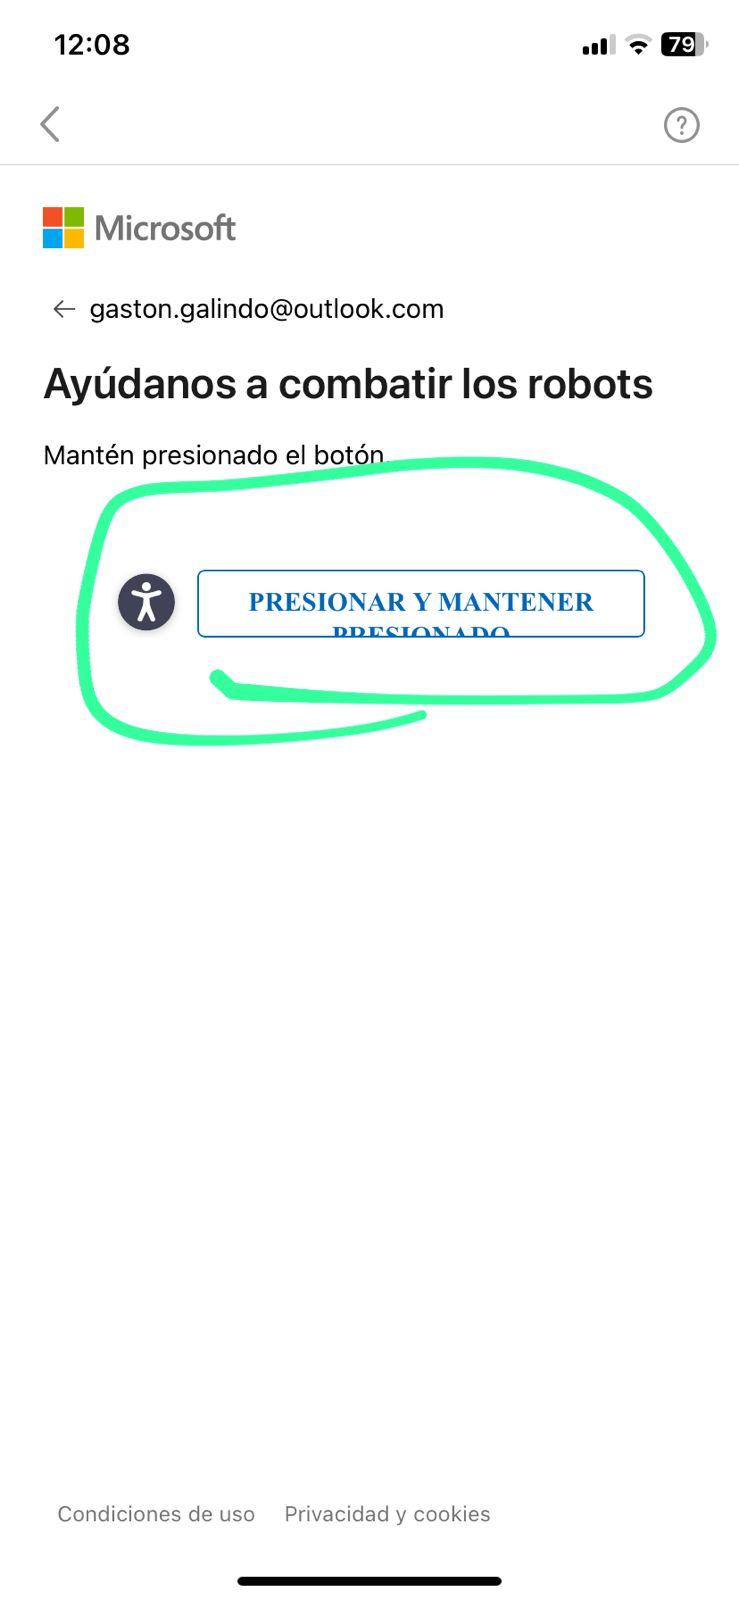 12:08
79
?
Microsoft
← gaston.galindo@outlook.com
Ayúdanos a combatir los robots
Mantén presionado el botón.
PRESIONAR Y MANTENER
PRESIONADO
Condiciones de uso Privacidad y cookies